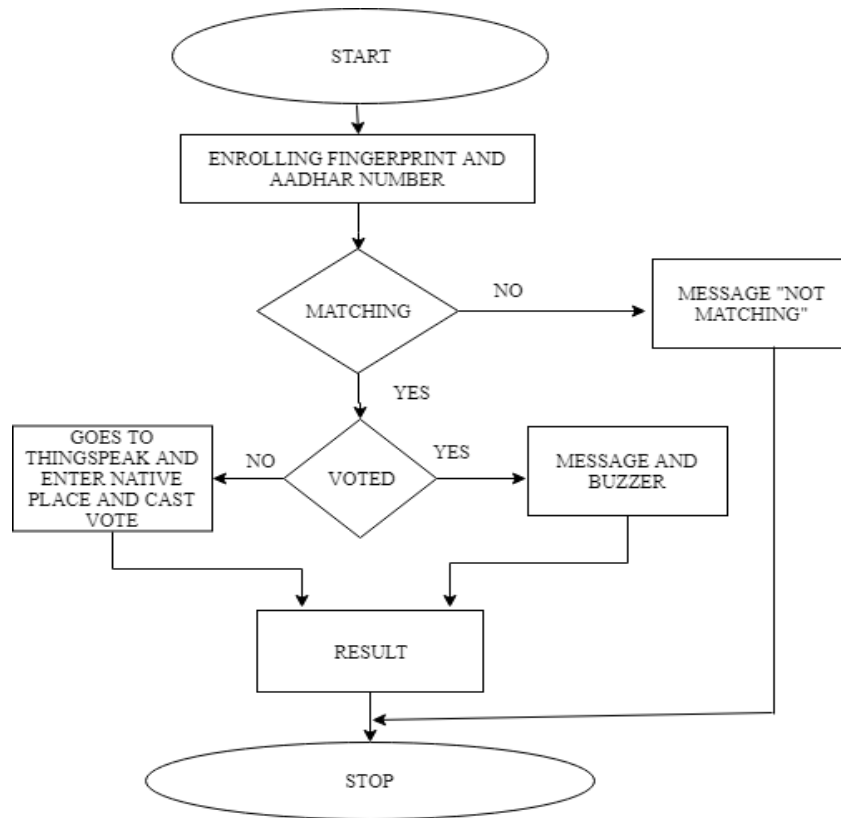 START
ENROLLING FINGERPRINT AND
AADHAR NUMBER
MATCHING
NO
MESSAGE "NOT
MATCHING"
YES
GOES TO
THINGSPEAK AND
ENTER NATIVE
PLACE AND CAST
VOTE
NO
VOTED
YES
MESSAGE AND
BUZZER
RESULT
STOP